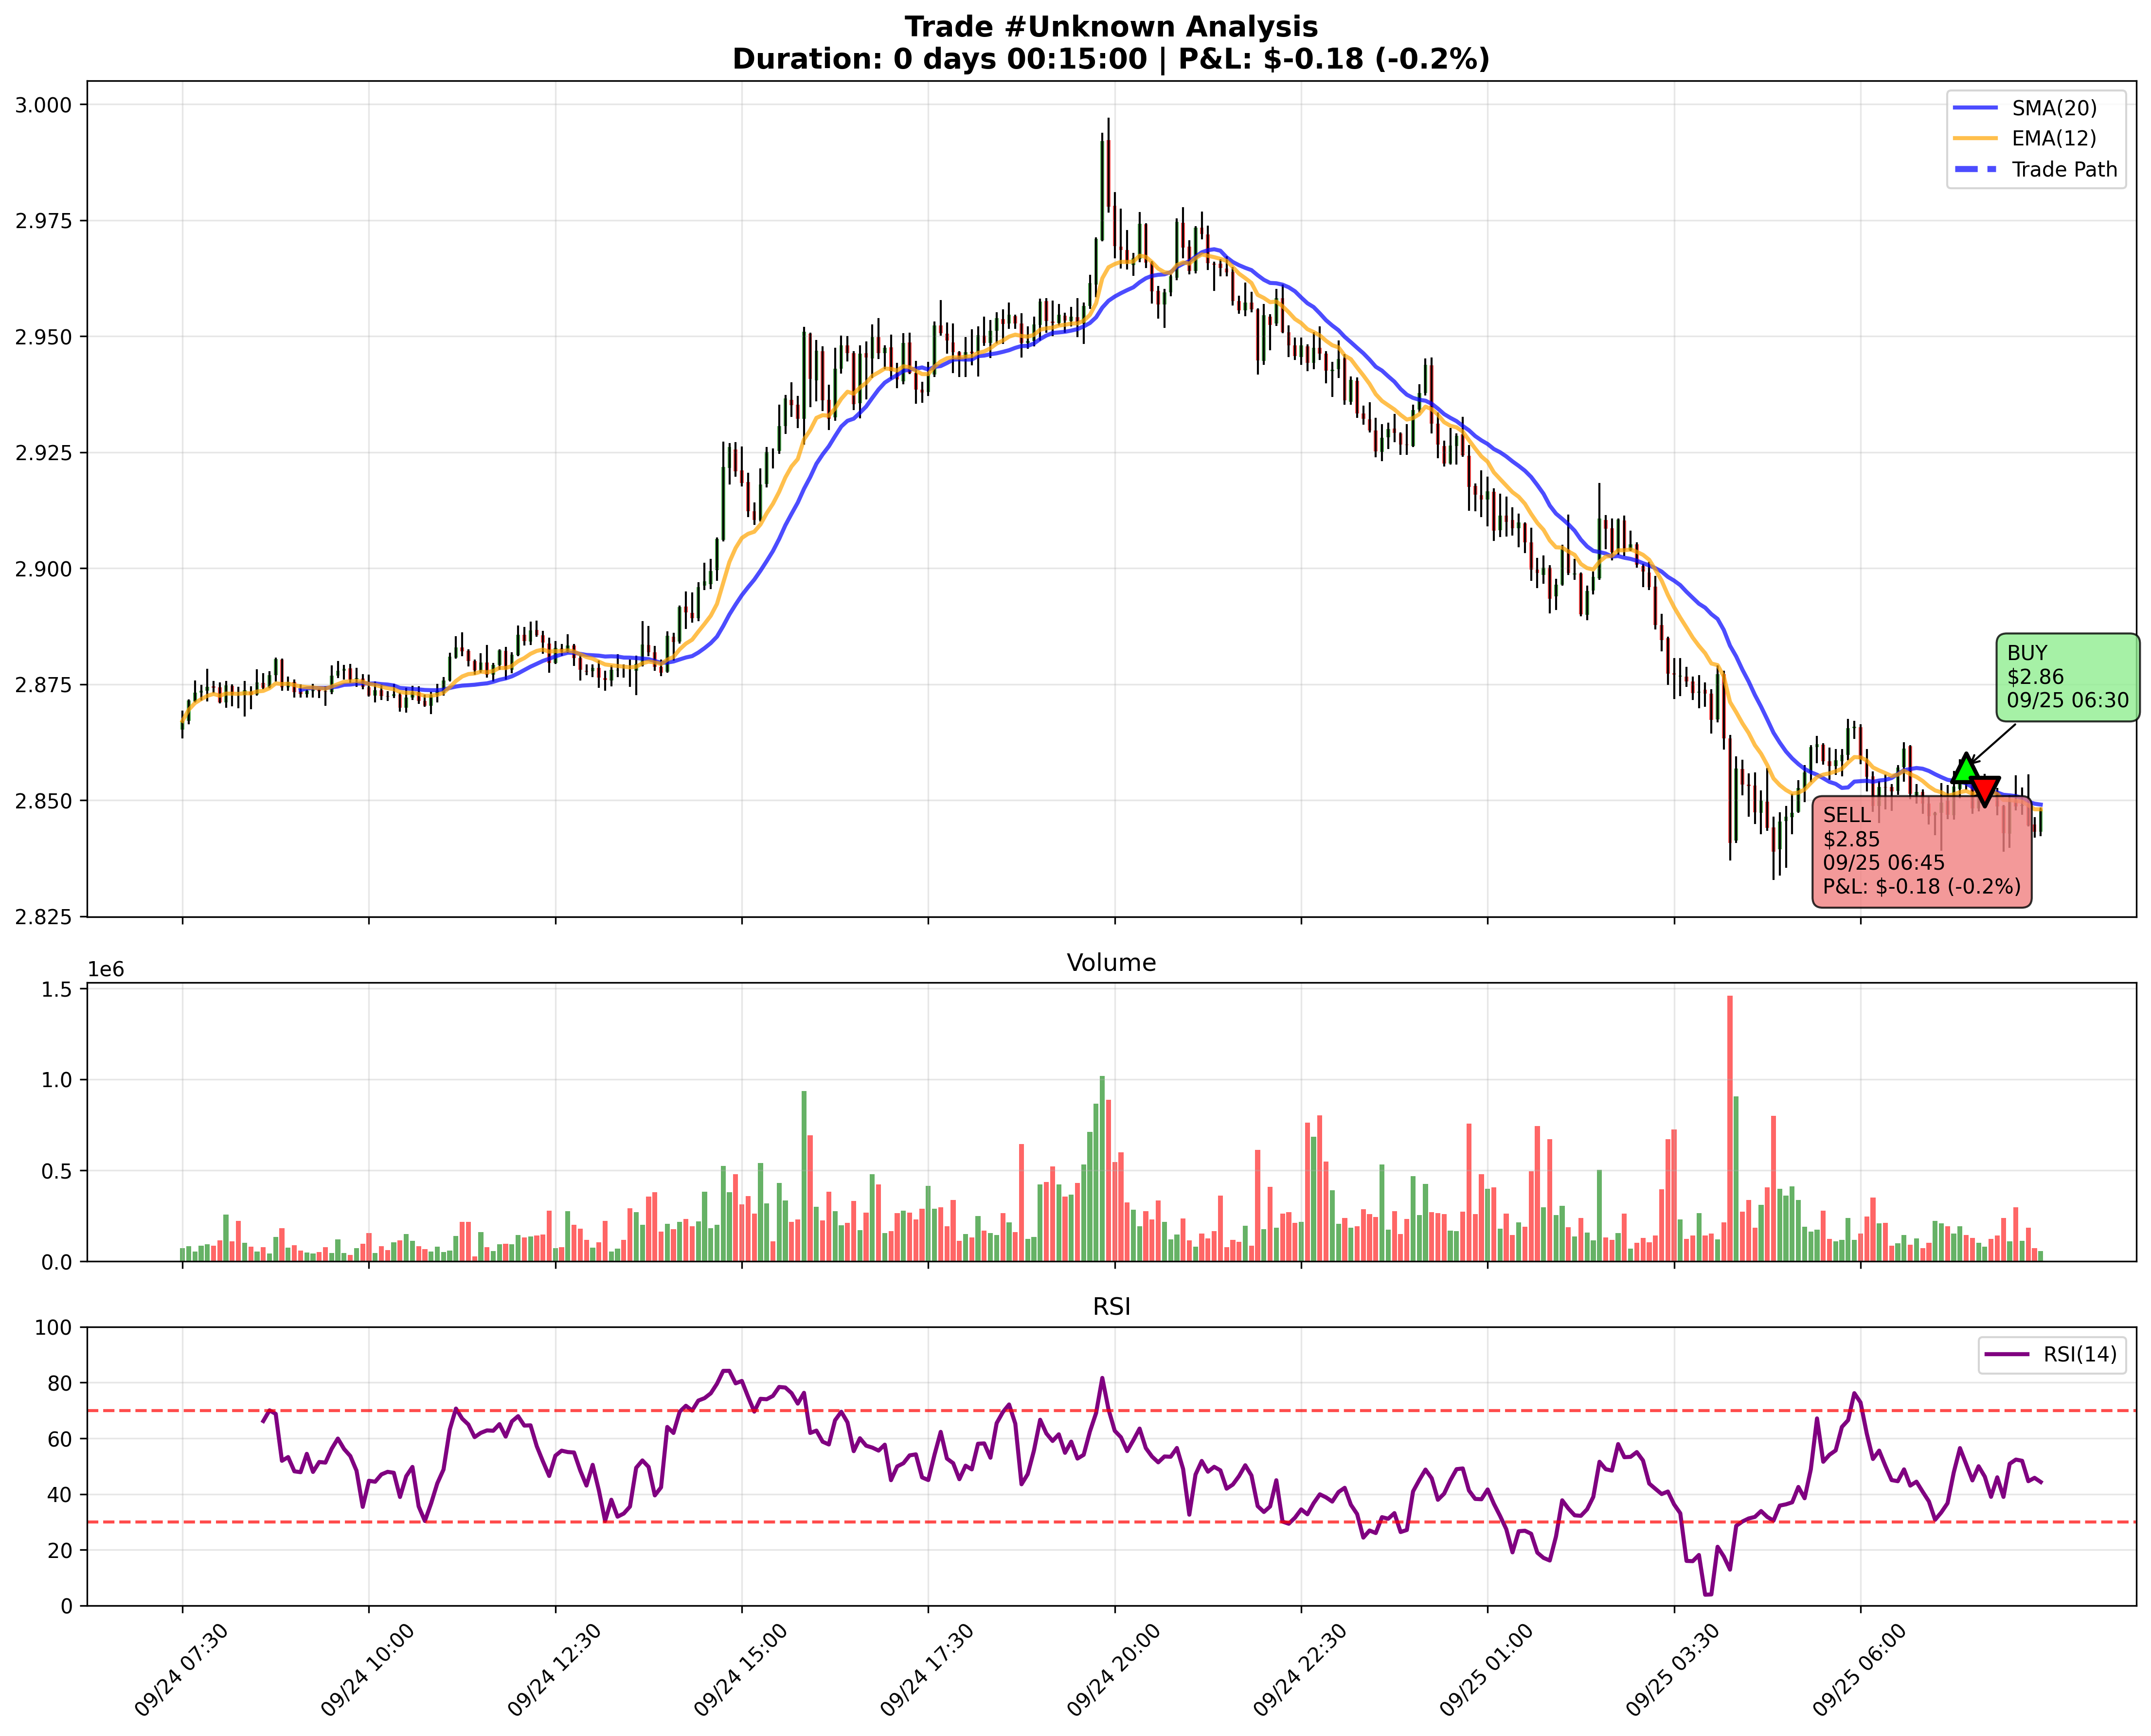 Trade #Unknown Analysis
Duration: 0 days 00:15:00 | P&L: $-0.18 (-0.2%)
3.000
2.975
2.950
2.925
2.900
2.875
2.850
2.825
SMA(20)
EMA(12)
Trade Path
BUY
$2.86
09/25 06:30
SELL
$2.85
09/25 06:45
P&L: $-0.18 (-0.2%)
Volume
1e6
1.5
1.0
0.5
0.0
RSI
100
80
60
40
20
0
RSI(14)
09/24 07:30
09/24 10:00
09/24 12:30
09/24 15:00
09/24 17:30
09/24 20:00
09/24 22:30
09/25 01:00
09/25 03:30
09/25 06:00